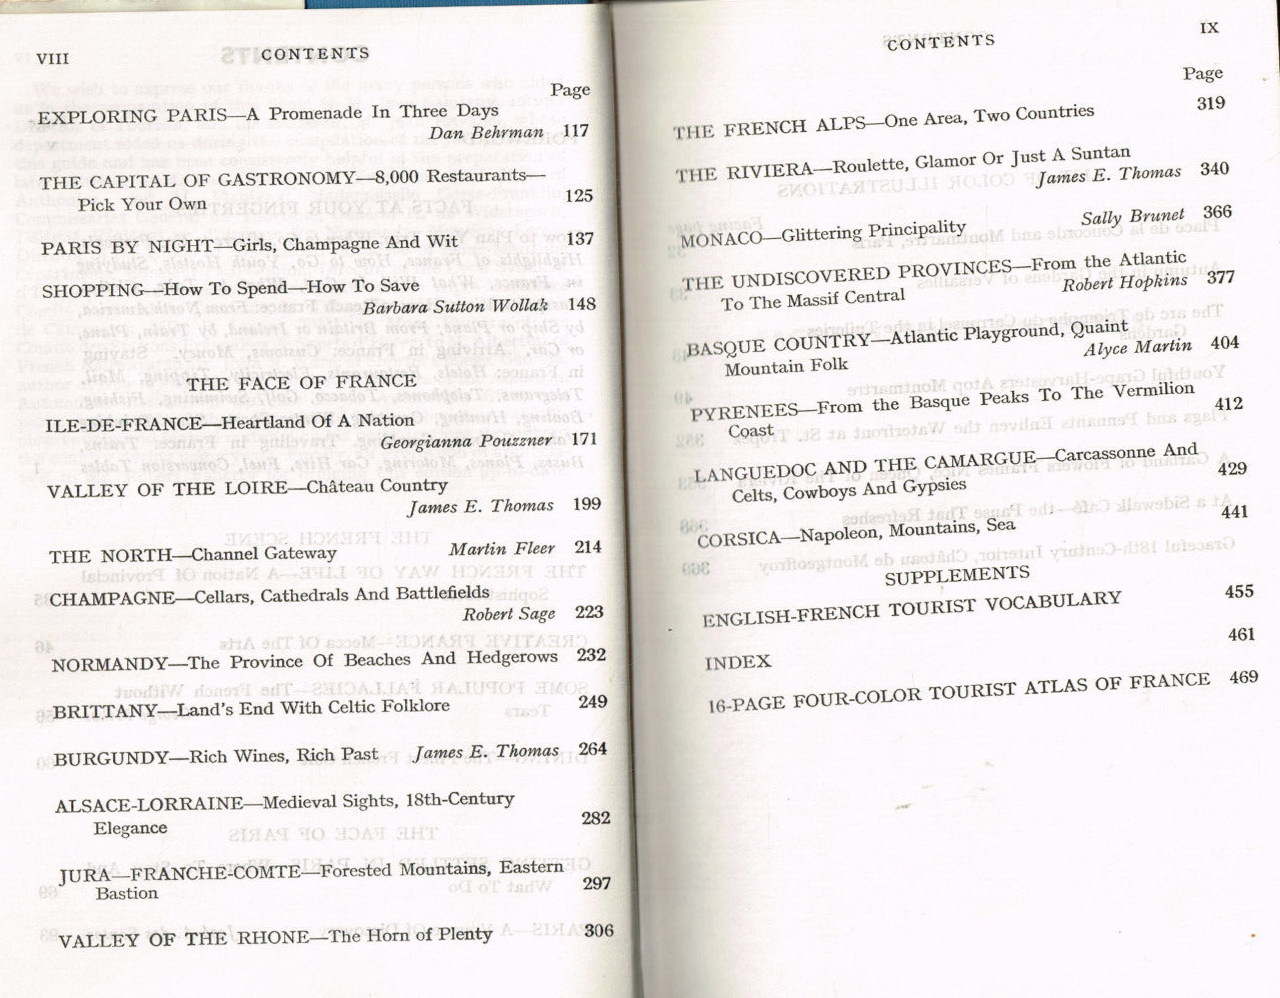 VIII
CONTENTS
Page
EXPLORING PARIS—A Promenade In Three Days
Dan Behrman 117
THE CAPITAL OF GASTRONOMY—8,000 Restaurants—
Pick Your Own 125
PARIS BY NIGHT—Girls, Champagne And Wit 137
SHOPPING—How To Spend—How To Save
Barbara Sutton Wollak 148
THE FACE OF FRANCE
ILE-DE-FRANCE—Heartland Of A Nation
Georgianna Pouzzner 171
VALLEY OF THE LOIRE—Château Country
James E. Thomas 199
THE NORTH—Channel Gateway Martin Fleer 214
CHAMPAGNE—Cellars, Cathedrals And Battlefields
Robert Sage 223
NORMANDY—The Province Of Beaches And Hedgerows 232
BRITTANY—Land's End With Celtic Folklore 249
BURGUNDY—Rich Wines, Rich Past James E. Thomas 264
ALSACE-LORRAINE—Medieval Sights, 18th-Century
Elegance 282
JURA—FRANCHE-COMTE—Forested Mountains, Eastern
Bastion 297
VALLEY OF THE RHONE—The Horn of Plenty 306
IX
CONTENTS
Page
THE FRENCH ALPS—One Area, Two Countries 319
THE RIVIERA—Roulette, Glamor Or Just A Suntan
James E. Thomas 340
MONACO—Glittering Principality Sally Brunet 366
THE UNDISCOVERED PROVINCES—From the Atlantic
To The Massif Central Robert Hopkins 377
BASQUE COUNTRY—Atlantic Playground, Quaint
Mountain Folk Alyce Martin 404
PYRENEES—From the Basque Peaks To The Vermilion
Coast 412
LANGUEDOC AND THE CAMARGUE—Carcassonne And
Celts, Cowboys And Gypsies 429
CORSICA—Napoleon, Mountains, Sea 441
SUPPLEMENTS
ENGLISH-FRENCH TOURIST VOCABULARY 455
INDEX 461
16-PAGE FOUR-COLOR TOURIST ATLAS OF FRANCE 469